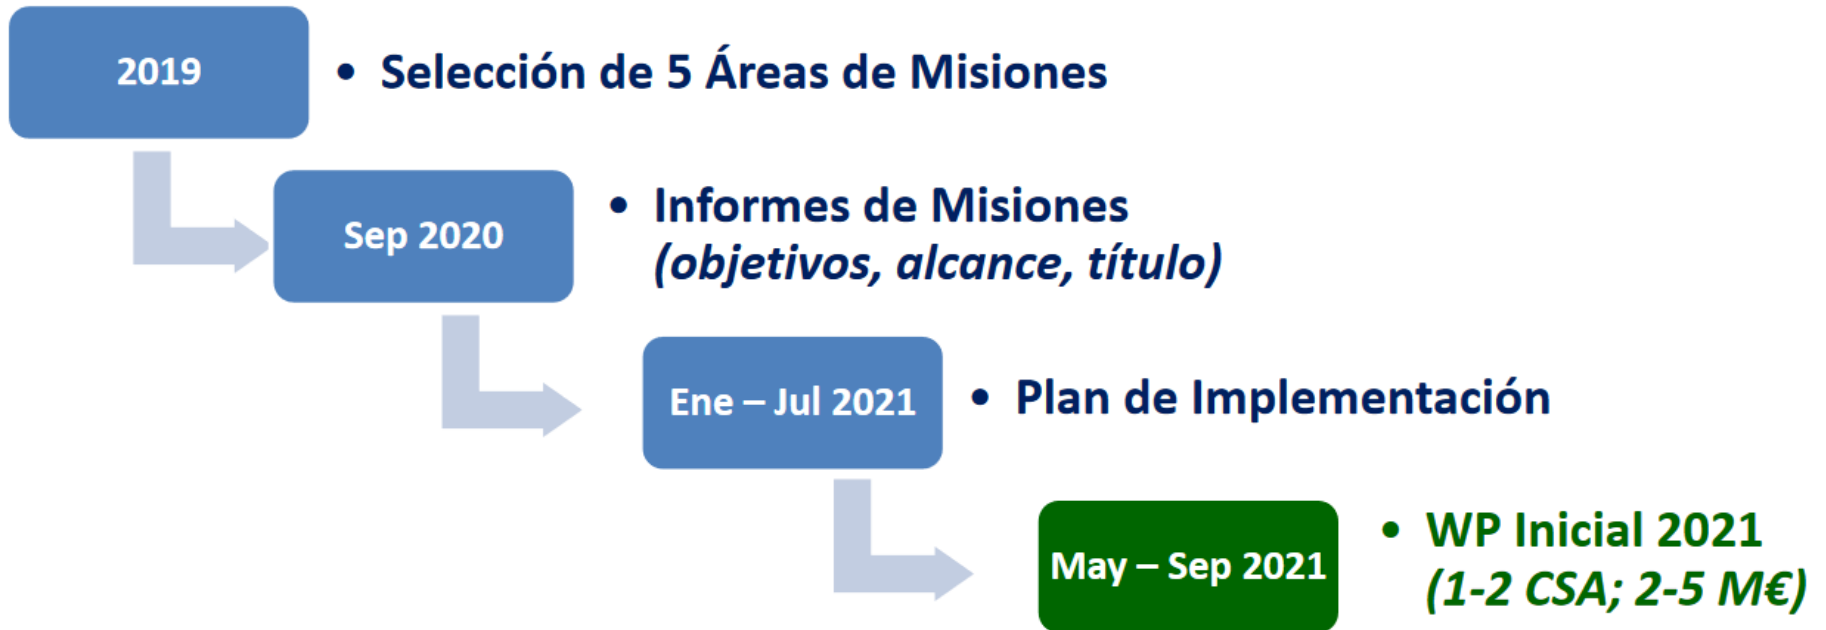 2019
• Selección de 5 Áreas de Misiones
Sep 2020
• Informes de Misiones
(objetivos, alcance, título)
Ene – Jul 2021
• Plan de Implementación
May – Sep 2021
• WP Inicial 2021
(1-2 CSA; 2-5 M€)